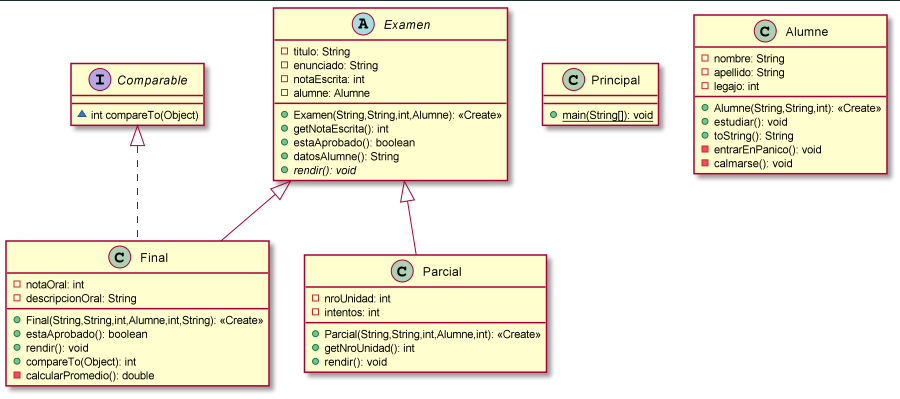 I Comparable
int compareTo(Object)
A Examen
titulo: String
enunciado: String
notaEscrita: int
alumne: Alumne
Examen(String,String,int,Alumne): «Create»
getNotaEscrita(): int
estaAprobado(): boolean
datosAlumne(): String
rendir(): void
C Principal
main(String[]): void
C Alumne
nombre: String
apellido: String
legajo: int
Alumne(String,String,int): «Create»
estudiar(): void
toString(): String
entrarEnPanico(): void
calmarse(): void
C Final
notaOral: int
descripcionOral: String
Final(String,String,int,Alumne,int,String): «Create»
estaAprobado(): boolean
rendir(): void
compareTo(Object): int
calcularPromedio(): double
C Parcial
nroUnidad: int
intentos: int
Parcial(String,String,int,Alumne,int): «Create»
getNroUnidad(): int
rendir(): void